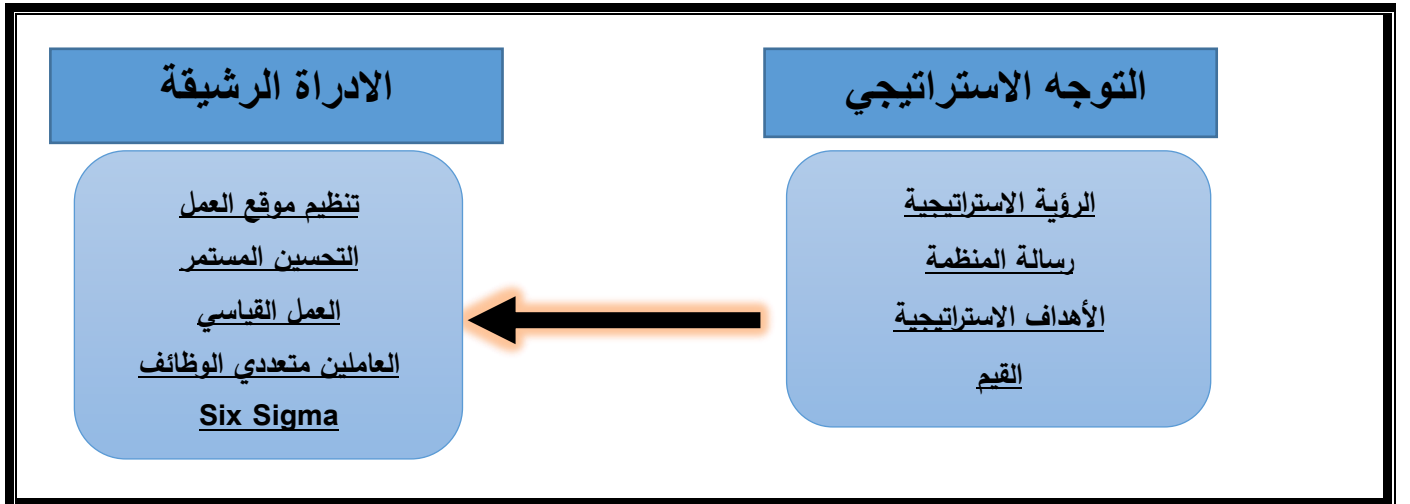 التوجه الاستراتيجي
الرؤية الاستراتيجية
رسالة المنظمة
الأهداف الاستراتيجية
القيم
الادراة الرشيقة
تنظيم موقع العمل
التحسين المستمر
العمل القياسي
العاملين متعددي الوظائف
Six Sigma